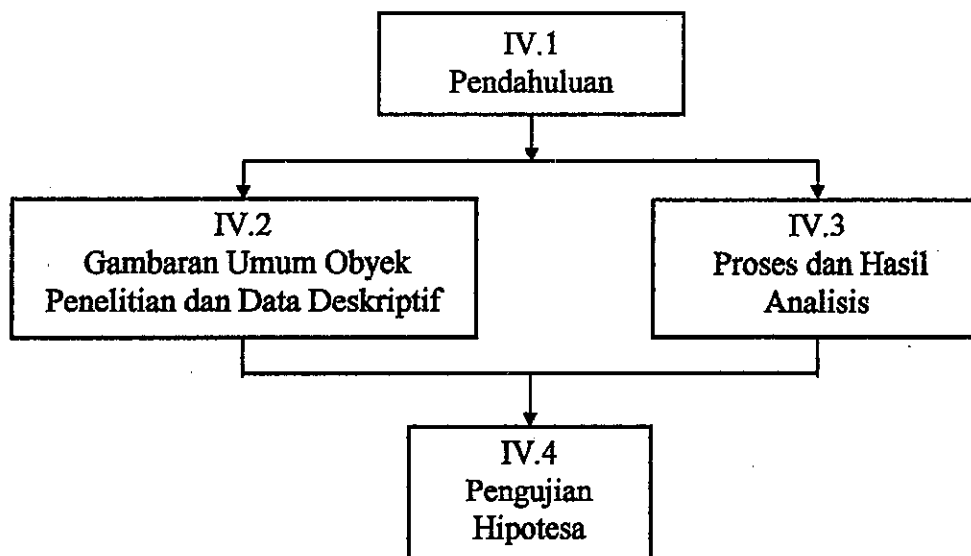 IV.1
Pendahuluan
IV.2
Gambaran Umum Obyek
Penelitian dan Data Deskriptif
IV.3
Proses dan Hasil
Analisis
IV.4
Pengujian
Hipotesa